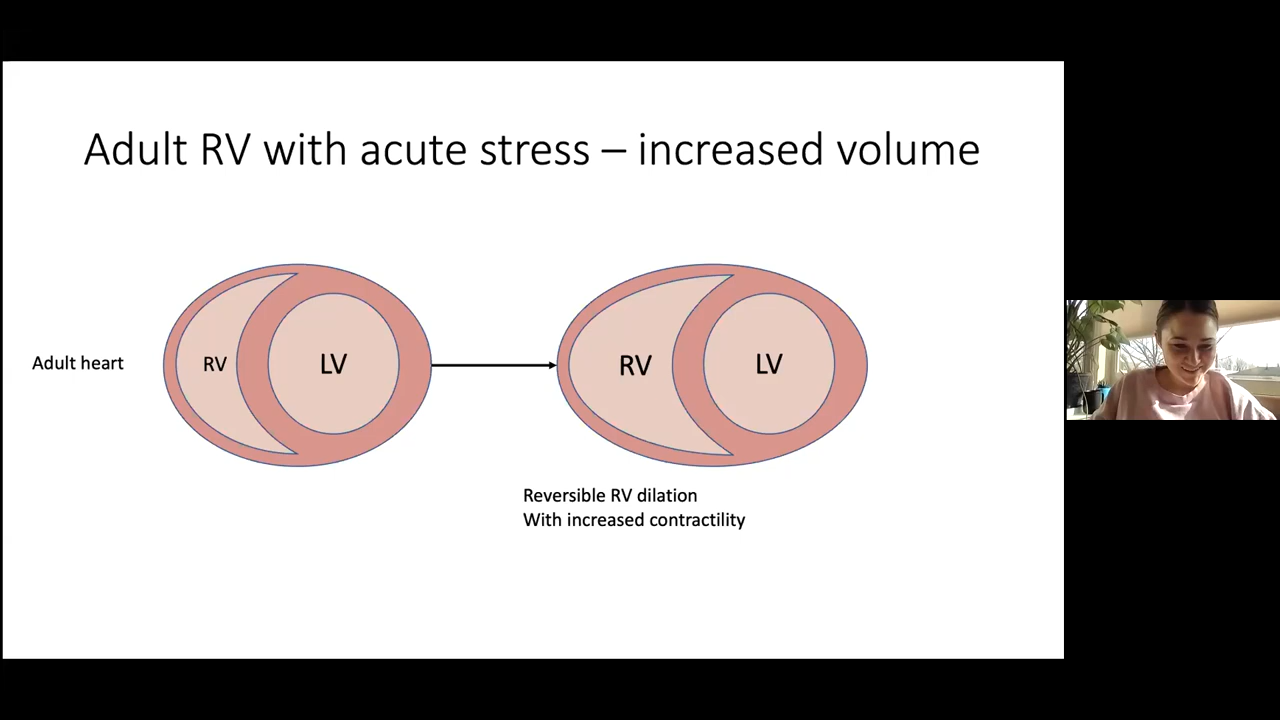 Adult RV with acute stress – increased volume
Adult heart
RV
LV
RV
LV
Reversible RV dilation
With increased contractility